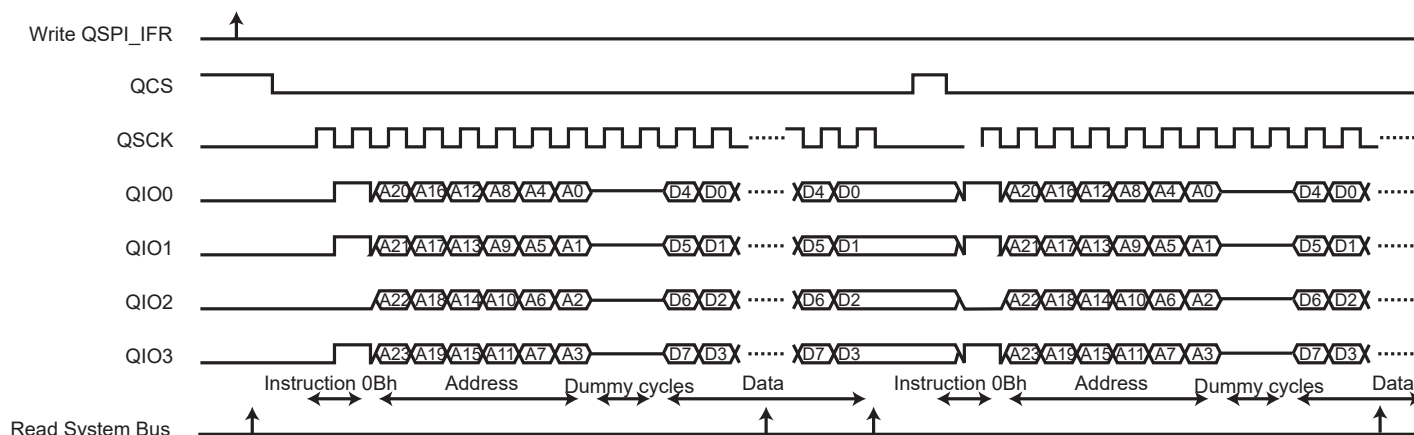 Write QSPI_IFR
QCS
QSCK
QIO0 A20 A16 A12 A8 A4 A0 D4 D0 D4 D0 A20 A16 A12 A8 A4 A0 D4 D0
QIO1 A21 A17 A13 A9 A5 A1 D5 D1 D5 D1 A21 A17 A13 A9 A5 A1 D5 D1
QIO2 A22 A18 A14 A10 A6 A2 D6 D2 D6 D2 A22 A18 A14 A10 A6 A2 D6 D2
QIO3 A23 A19 A15 A11 A7 A3 D7 D3 D7 D3 A23 A19 A15 A11 A7 A3 D7 D3
Instruction 0Bh Address Dummy cycles Data Instruction 0Bh Address Dummy cycles Data
Read System Bus